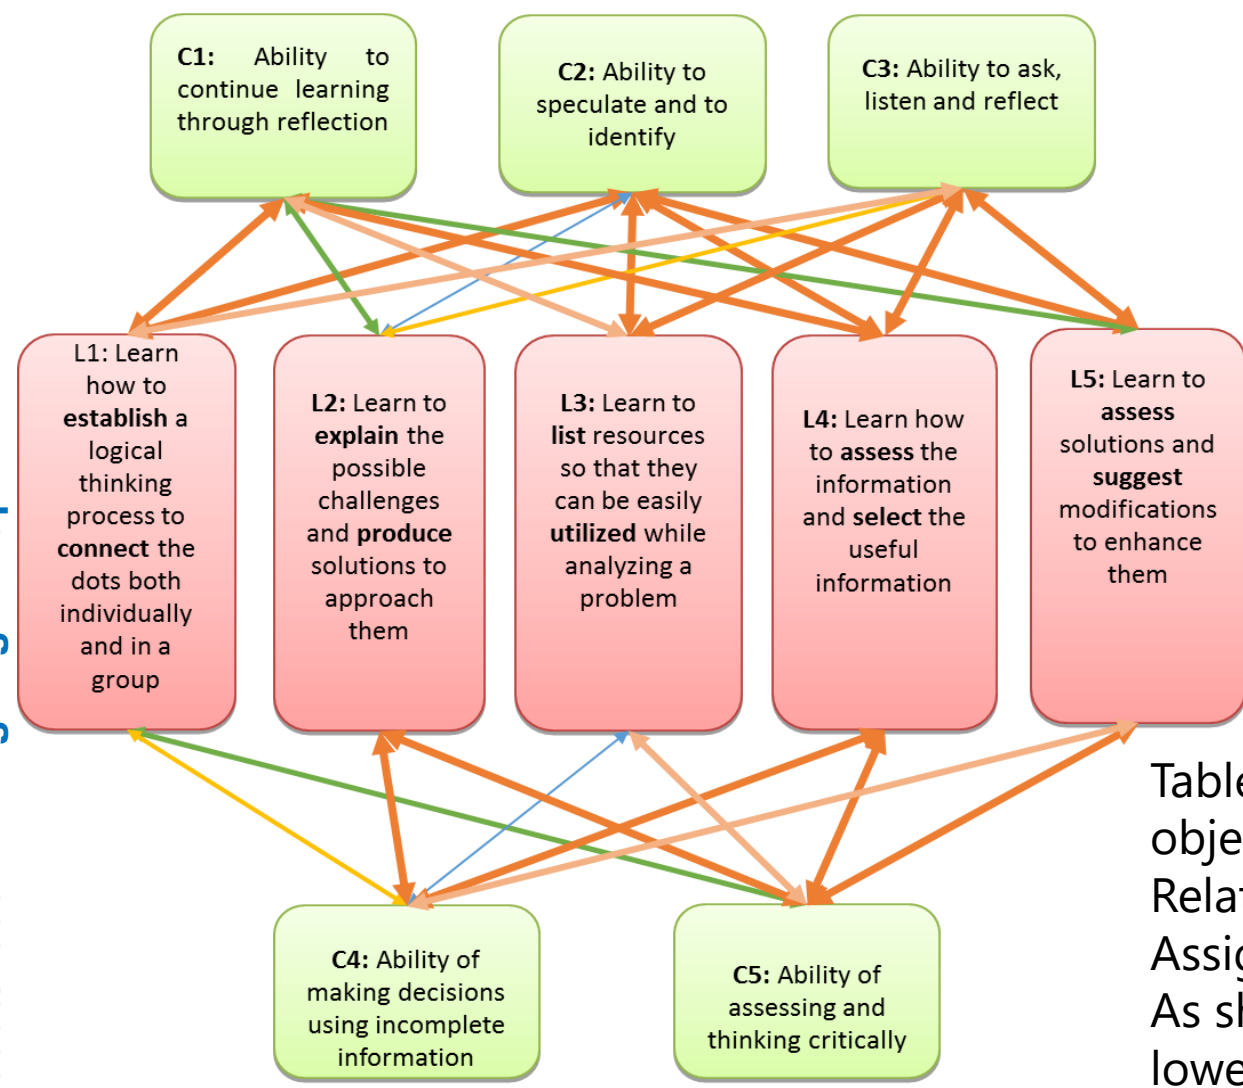 C1: Ability to
continue learning
through reflection
C2: Ability to
speculate and to
identify
C3: Ability to ask,
listen and reflect
L1: Learn
how to
establish a
logical
thinking
process to
connect the
dots both
individually
and in a
group
L2: Learn to
explain the
possible
challenges
and produce
solutions to
approach
them
L3: Learn to
list resources
so that they
can be easily
utilized while
analyzing a
problem
L4: Learn how
to assess the
information
and select the
useful
information
L5: Learn to
assess
solutions and
suggest
modifications
to enhance
them
C4: Ability of
making decisions
using incomplete
information
C5: Ability of
assessing and
thinking critically
As